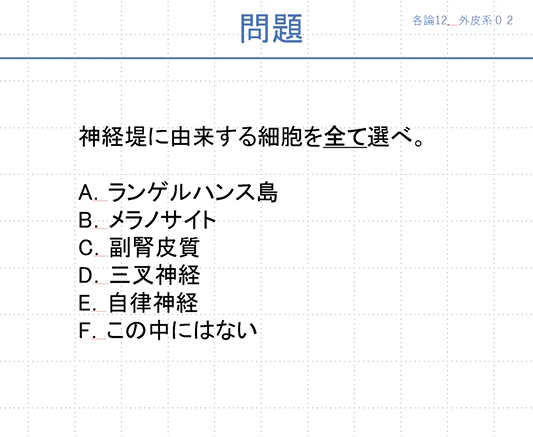 問題
各論12_外皮系02
神経堤に由来する細胞を全て選べ。
A. ランゲルハンス島
B. メラノサイト
C. 副腎皮質
D. 三叉神経
E. 自律神経
F. この中にはない